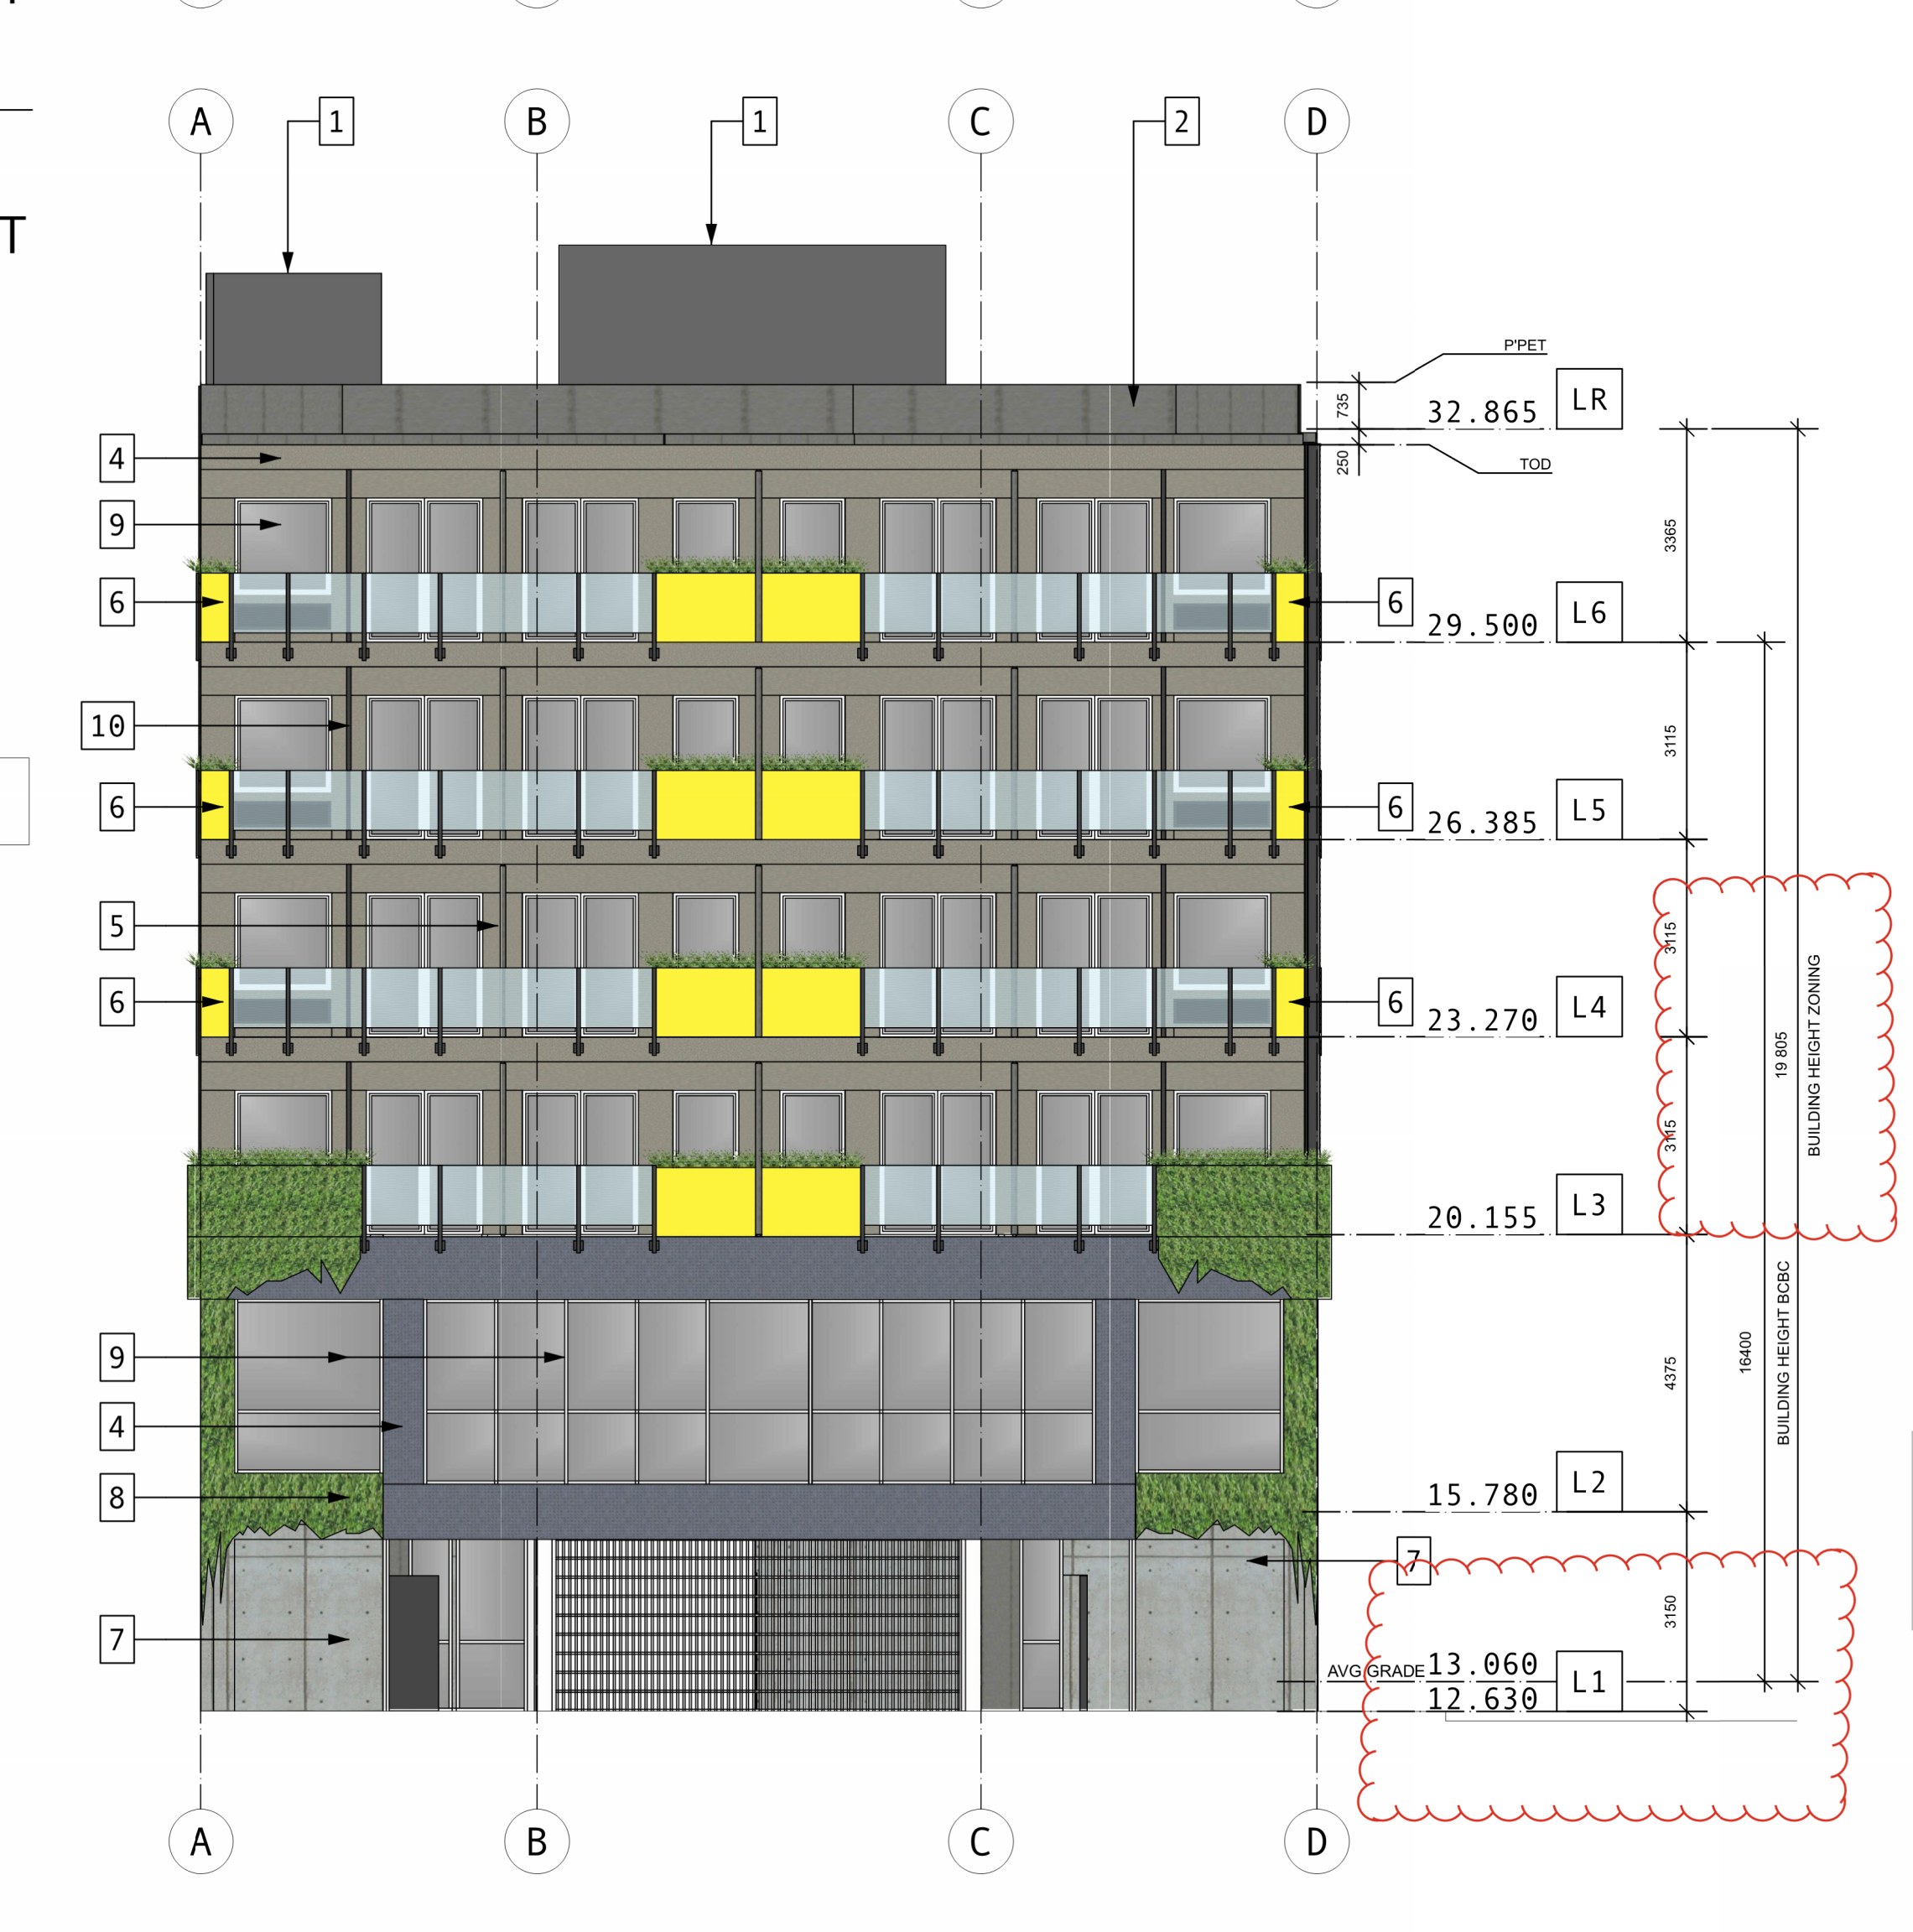 T
A
1
B
1
C
2
D
P'PET
735
32.865
LR
4
250
TOD
9
3365
6
6
29.500
L6
10
3115
6
6
26.385
L5
5
3115
6
6
23.270
L4
19 805
BUILDING HEIGHT ZONING
3115
20.155
L3
9
4375
16400
BUILDING HEIGHT BCBC
4
8
15.780
L2
7
7
3150
AVG GRADE
13.060
12.630
L1
A
B
C
D